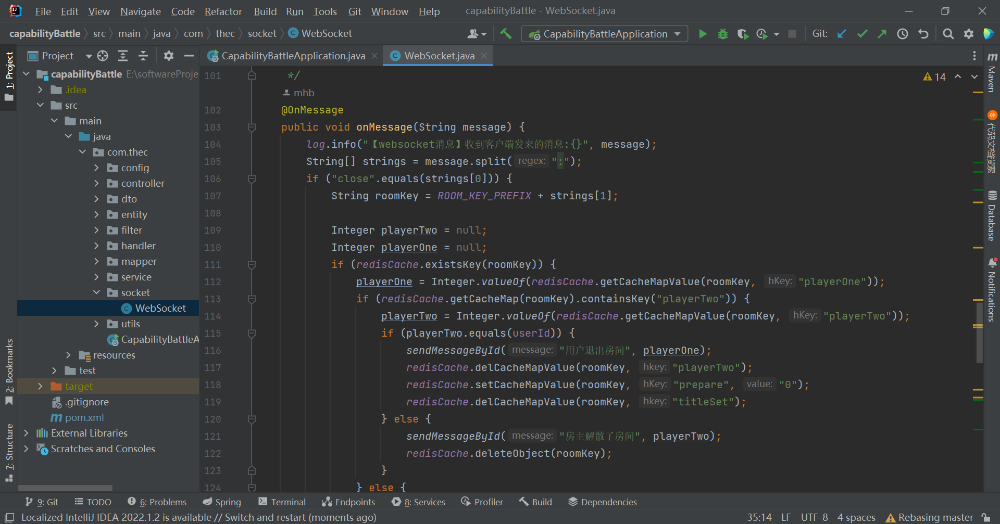 File Edit View Navigate Code Refactor Build Run Tools Git Window Help capabilityBattle - WebSocket.java
capabilityBattle src main java com thec socket WebSocket CapabilityBattleApplication Git:
Project
CapabilityBattleApplication.java WebSocket.java
1: Project
2: Bookmarks
7: Structure
capabilityBattle E:\softwareProje
.idea
src
main
java
com.thec
config
controller
dto
entity
filter
handler
mapper
service
socket
WebSocket
utils
CapabilityBattleA
resources
test
target
.gitignore
pom.xml
External Libraries
Scratches and Consoles
14
101 */
mhb
102 @OnMessage
103 public void onMessage(String message) {
104 log.info("【websocket消息】收到客户端发来的消息:{}", message);
105 String[] strings = message.split( regex: ":");
106 if ("close".equals(strings[0])) {
107 String roomKey = ROOM_KEY_PREFIX + strings[1];
108
109 Integer playerTwo = null;
110 Integer playerOne = null;
111 if (redisCache.existsKey(roomKey)) {
112 playerOne = Integer.valueOf(redisCache.getCacheMapValue(roomKey, hKey: "playerOne"));
113 if (redisCache.getCacheMap(roomKey).containsKey("playerTwo")) {
114 playerTwo = Integer.valueOf(redisCache.getCacheMapValue(roomKey, hKey: "playerTwo"));
115 if (playerTwo.equals(userId)) {
116 sendMessageById( message: "用户退出房间", playerOne);
117 redisCache.delCacheMapValue(roomKey, hkey: "playerTwo");
118 redisCache.setCacheMapValue(roomKey, hKey: "prepare", value: "0");
119 redisCache.delCacheMapValue(roomKey, hkey: "titleSet");
120 } else {
121 sendMessageById( message: "房主解散了房间", playerTwo);
122 redisCache.deleteObject(roomKey);
123 }
124 } else {
Maven
代码文档搜索
Database
Notifications
9: Git TODO 6: Problems Spring Terminal Endpoints 8: Services Profiler Build Dependencies
Localized IntelliJ IDEA 2022.1.2 is available // Switch and restart (moments ago) 35:14 LF UTF-8 4 spaces Rebasing master